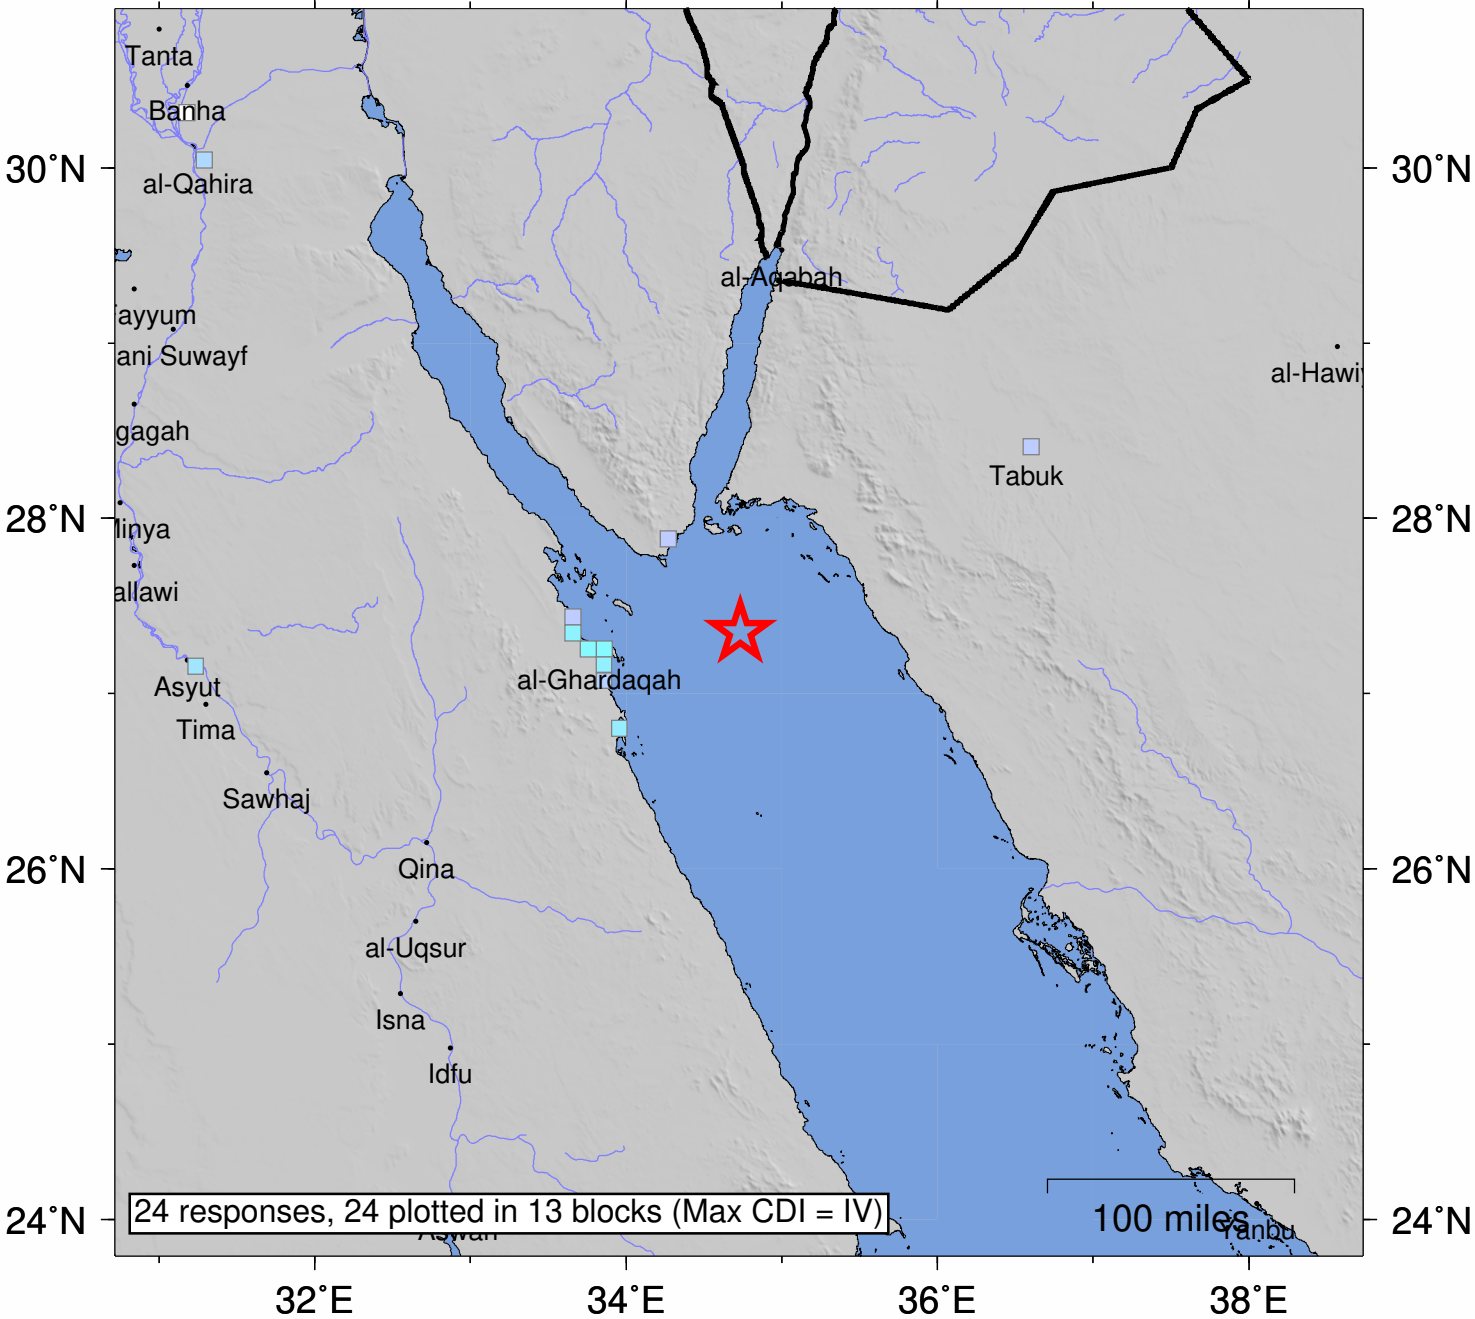 Tanta
Banha
30°N
30°N
al-Qahira
al-Aqabah
ayyum
ani Suwayf
al-Hawiy
gagah
Tabuk
28°N
28°N
linya
allawi
al-Ghardaqah
Asyut
Tima
Sawhaj
26°N
26°N
Qina
al-Uqsur
Isna
Idfu
24 responses, 24 plotted in 13 blocks (Max CDI = IV)
24°N
24°N
100 miles
Yanbu
Aswan
32°E
34°E
36°E
38°E